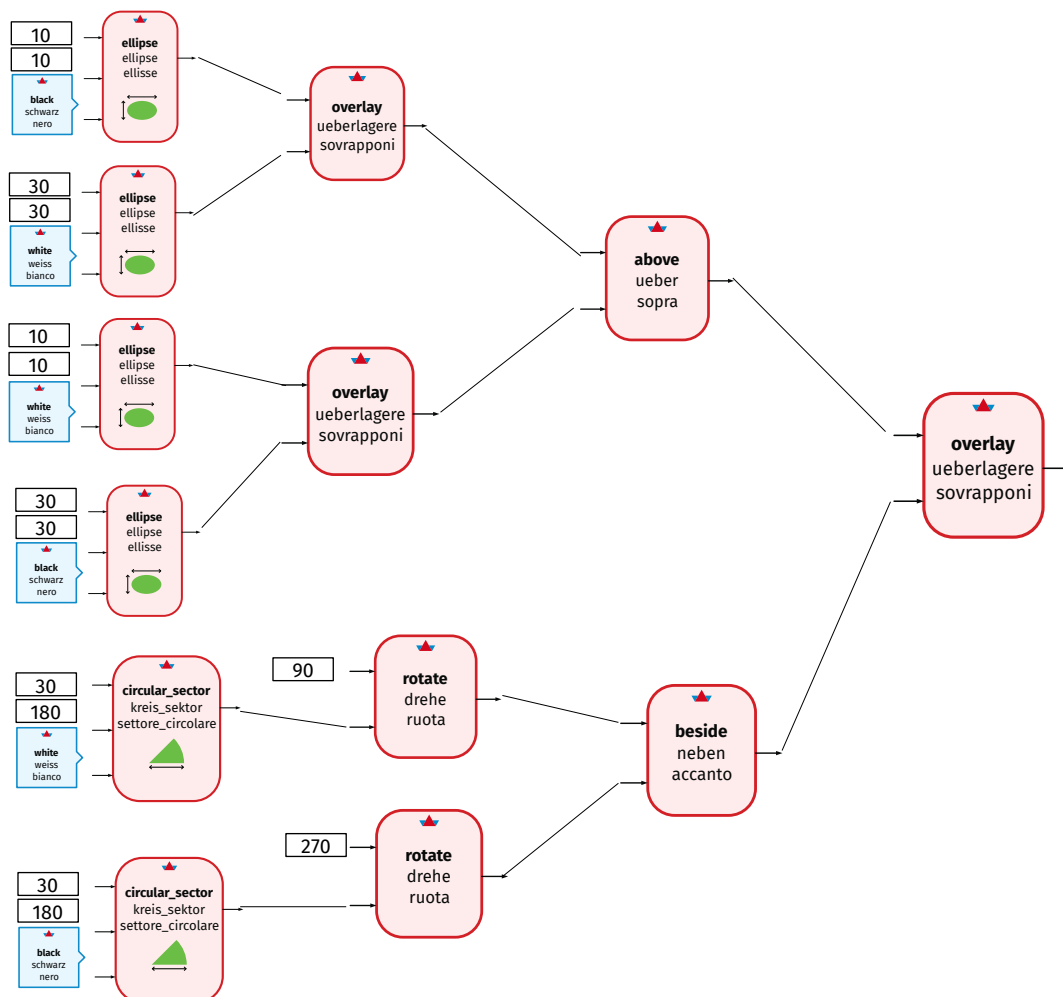 10
10
black
schwarz
nero
ellipse
ellipse
ellisse
30
30
white
weiss
bianco
ellipse
ellipse
ellisse
overlay
ueberlagere
sovrapponi
10
10
white
weiss
bianco
ellipse
ellipse
ellisse
30
30
black
schwarz
nero
ellipse
ellipse
ellisse
overlay
ueberlagere
sovrapponi
above
ueber
sopra
30
180
white
weiss
bianco
circular_sector
kreis_sektor
settore_circolare
90
rotate
drehe
ruota
30
180
black
schwarz
nero
circular_sector
kreis_sektor
settore_circolare
270
rotate
drehe
ruota
beside
neben
accanto
overlay
ueberlagere
sovrapponi